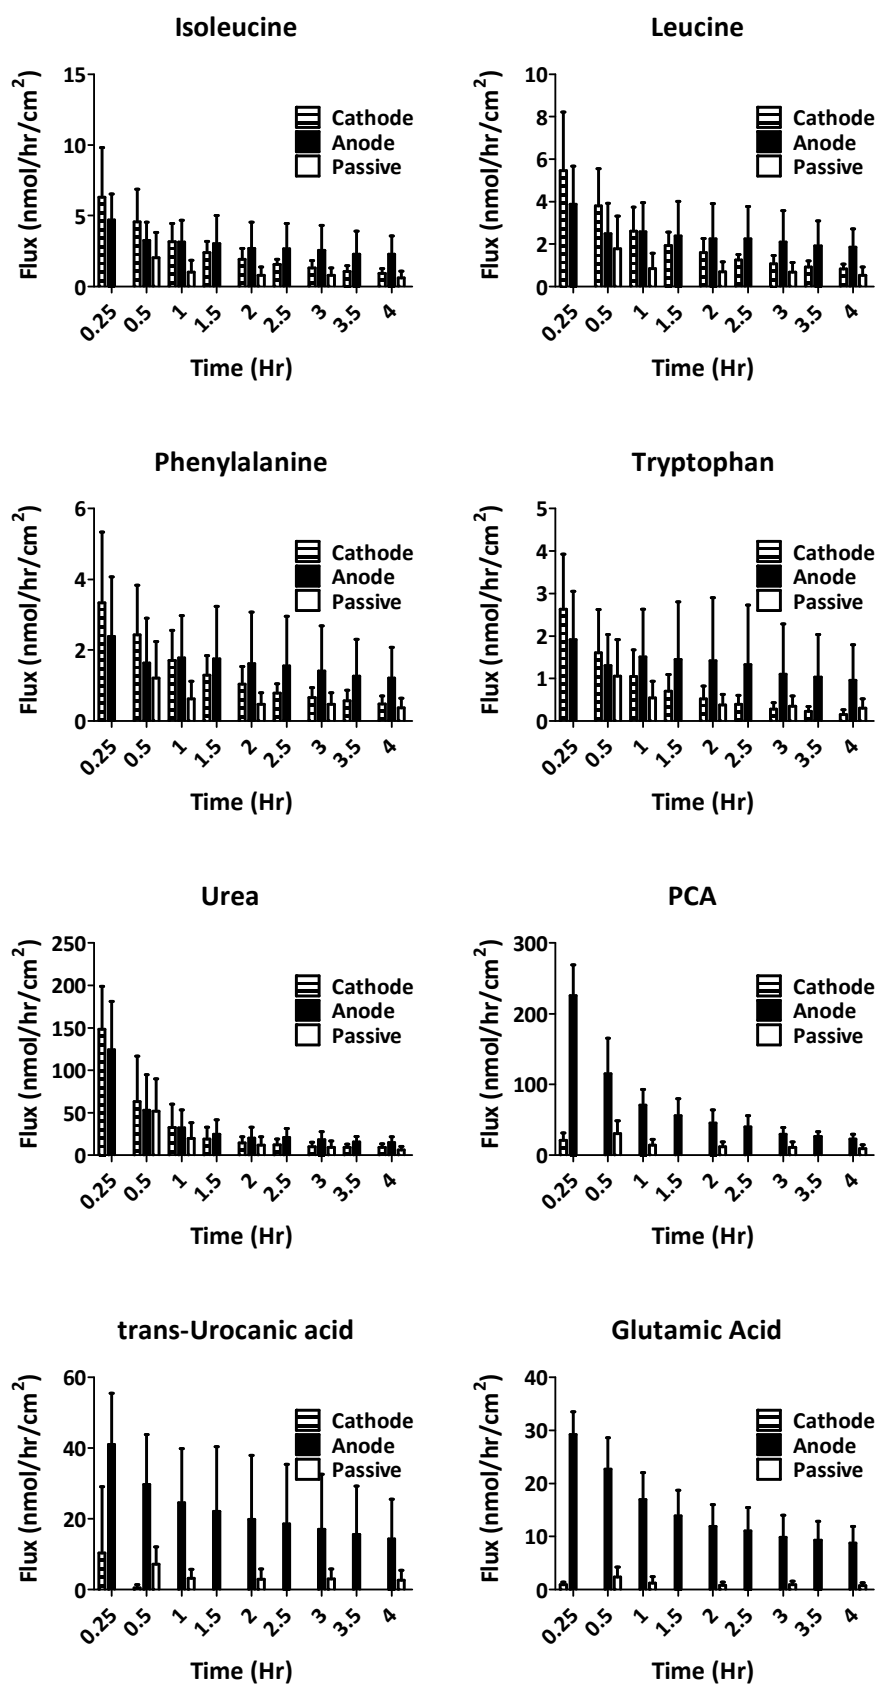 Isoleucine
Flux (nmol/hr/cm²)
15
10
5
0
Cathode
Anode
Passive
0.25
0.5
1
1.5
2
2.5
3
3.5
4
Time (Hr)
Leucine
Flux (nmol/hr/cm²)
10
8
6
4
2
0
Cathode
Anode
Passive
0.25
0.5
1
1.5
2
2.5
3
3.5
4
Time (Hr)
Phenylalanine
Flux (nmol/hr/cm²)
6
4
2
0
Cathode
Anode
Passive
0.25
0.5
1
1.5
2
2.5
3
3.5
4
Time (Hr)
Tryptophan
Flux (nmol/hr/cm²)
5
4
3
2
1
0
Cathode
Anode
Passive
0.25
0.5
1
1.5
2
2.5
3
3.5
4
Time (Hr)
Urea
Flux (nmol/hr/cm²)
250
200
150
100
50
0
Cathode
Anode
Passive
0.25
0.5
1
1.5
2
2.5
3
3.5
4
Time (Hr)
PCA
Flux (nmol/hr/cm²)
300
200
100
0
Cathode
Anode
Passive
0.25
0.5
1
1.5
2
2.5
3
3.5
4
Time (Hr)
trans-Urocanic acid
Flux (nmol/hr/cm²)
60
40
20
0
Cathode
Anode
Passive
0.25
0.5
1
1.5
2
2.5
3
3.5
4
Time (Hr)
Glutamic Acid
Flux (nmol/hr/cm²)
40
30
20
10
0
Cathode
Anode
Passive
0.25
0.5
1
1.5
2
2.5
3
3.5
4
Time (Hr)